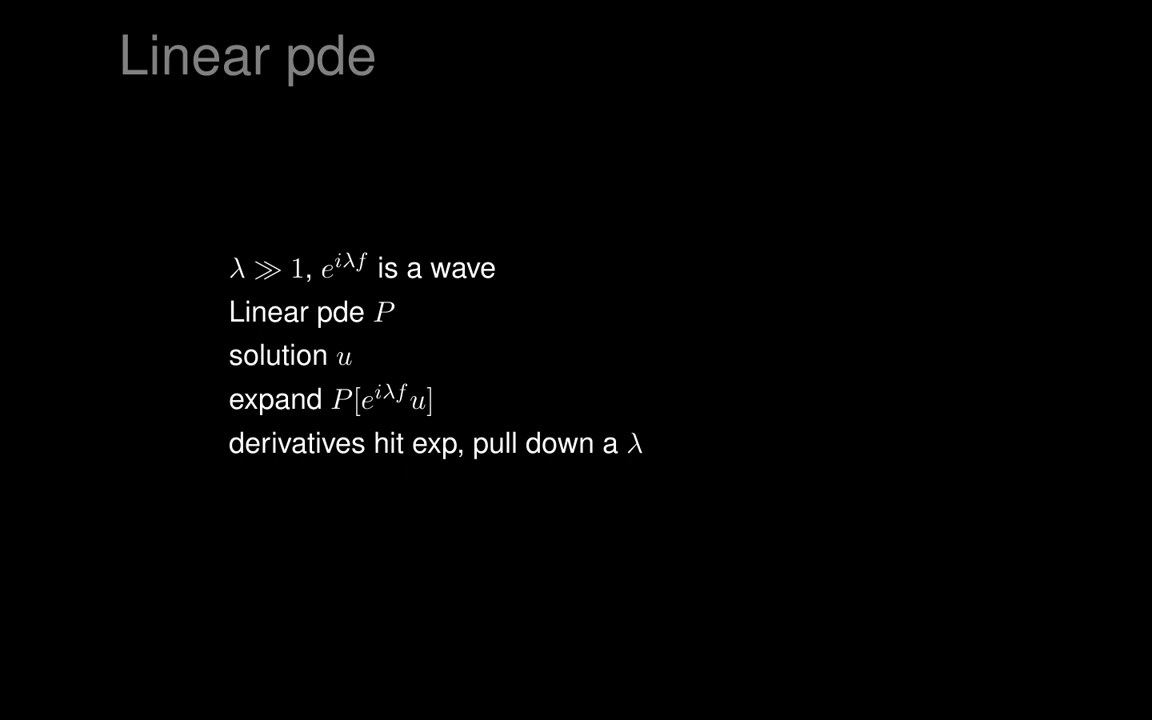 Linear pde
λ ≫ 1, e^{iλf} is a wave
Linear pde P
solution u
expand P[e^{iλf}u]
derivatives hit exp, pull down a λ